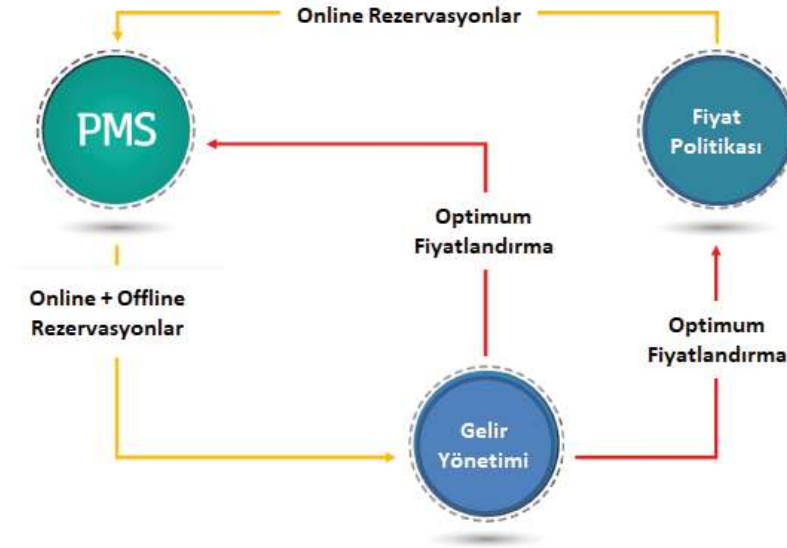 Online Rezervasyonlar
PMS
Fiyat
Politikası
Optimum
Fiyatlandırma
Online + Offline
Rezervasyonlar
Optimum
Fiyatlandırma
Gelir
Yönetimi